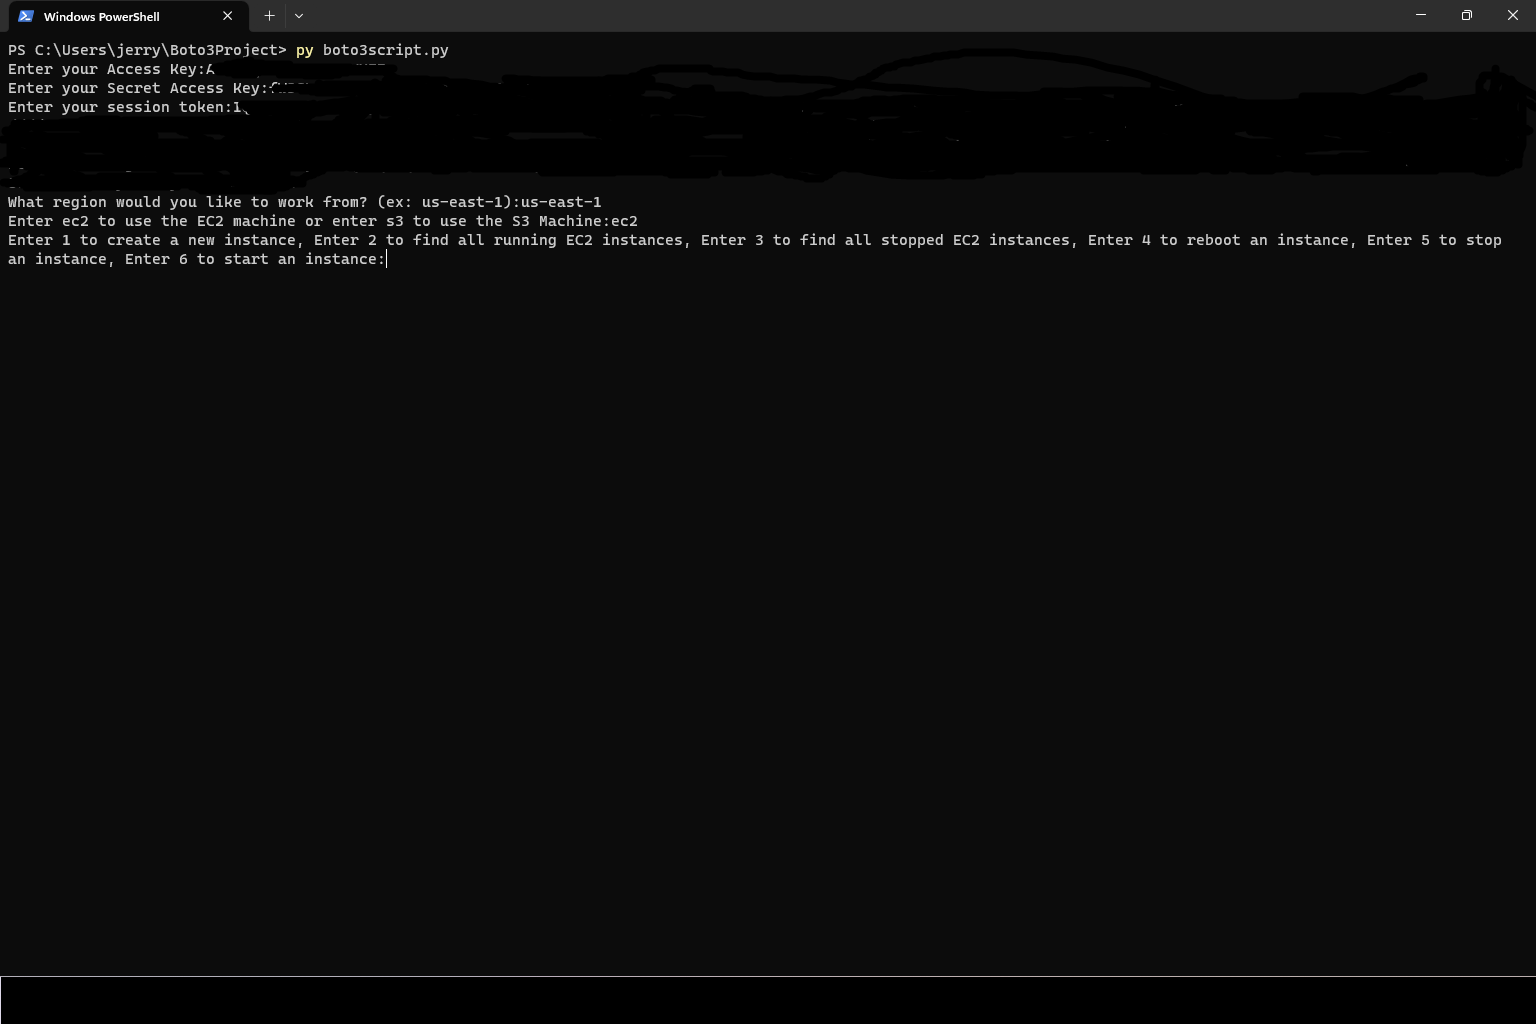 Windows PowerShell
PS C:\Users\jerry\Boto3Project> py boto3script.py
Enter your Access Key:A
Enter your Secret Access Key:
Enter your session token:1
What region would you like to work from? (ex: us-east-1):us-east-1
Enter ec2 to use the EC2 machine or enter s3 to use the S3 Machine:ec2
Enter 1 to create a new instance, Enter 2 to find all running EC2 instances, Enter 3 to find all stopped EC2 instances, Enter 4 to reboot an instance, Enter 5 to stop
an instance, Enter 6 to start an instance: